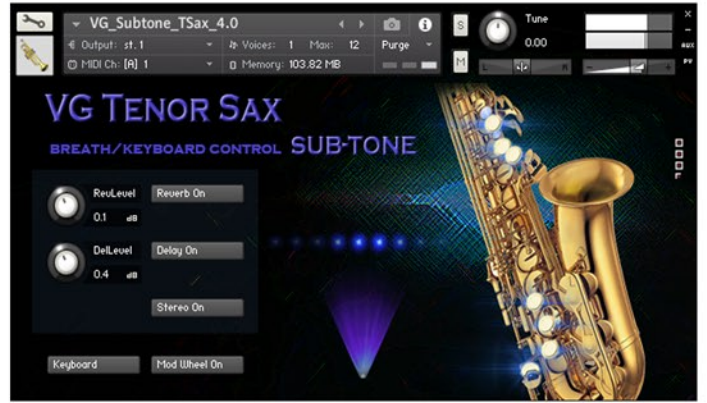 VG_Subtone_TSax_4.0
S
Tune
0.00
Output: st.1
Voices: 1 Max: 12
Purge
MIDI Ch: [A] 1
Memory: 103.82 MB
M
L
R
AUX
PV
VG TENOR SAX
BREATH/KEYBOARD CONTROL SUB-TONE
RevLevel
Reverb On
0.1 dB
DelLevel
Delay On
0.4 dB
Stereo On
Keyboard
Mod Wheel On